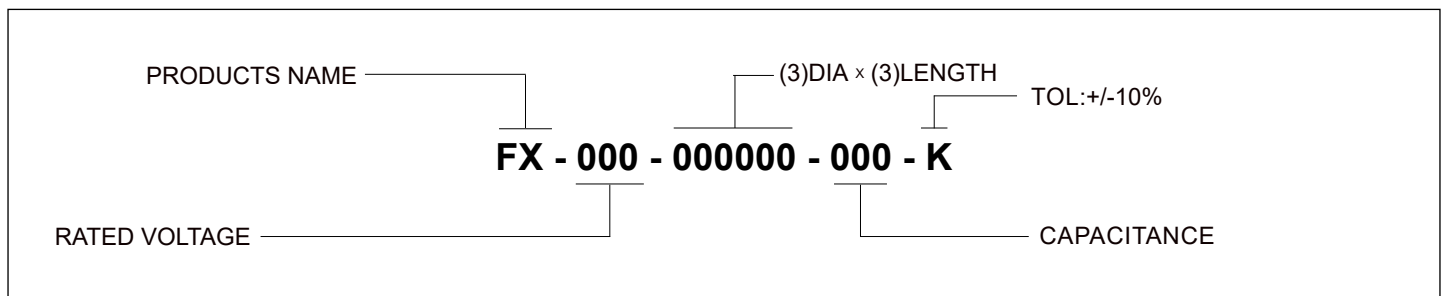 PRODUCTS NAME
(3)DIA x (3)LENGTH
TOL:+/-10%
FX - 000 - 000000 - 000 - K
RATED VOLTAGE
CAPACITANCE